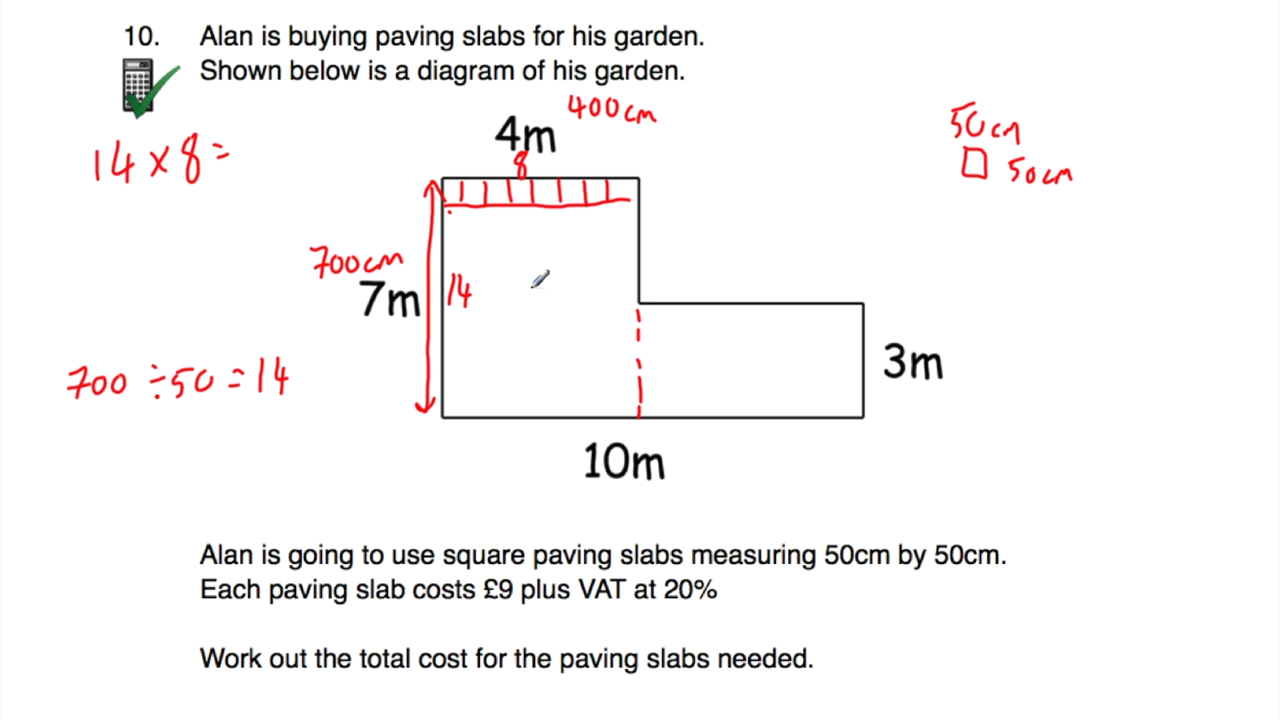 10. Alan is buying paving slabs for his garden.
Shown below is a diagram of his garden.
400cm
4m
50cm
50cm
14 × 8 =
8
700cm
7m
14
700 ÷ 50 = 14
3m
10m
Alan is going to use square paving slabs measuring 50cm by 50cm.
Each paving slab costs £9 plus VAT at 20%
Work out the total cost for the paving slabs needed.